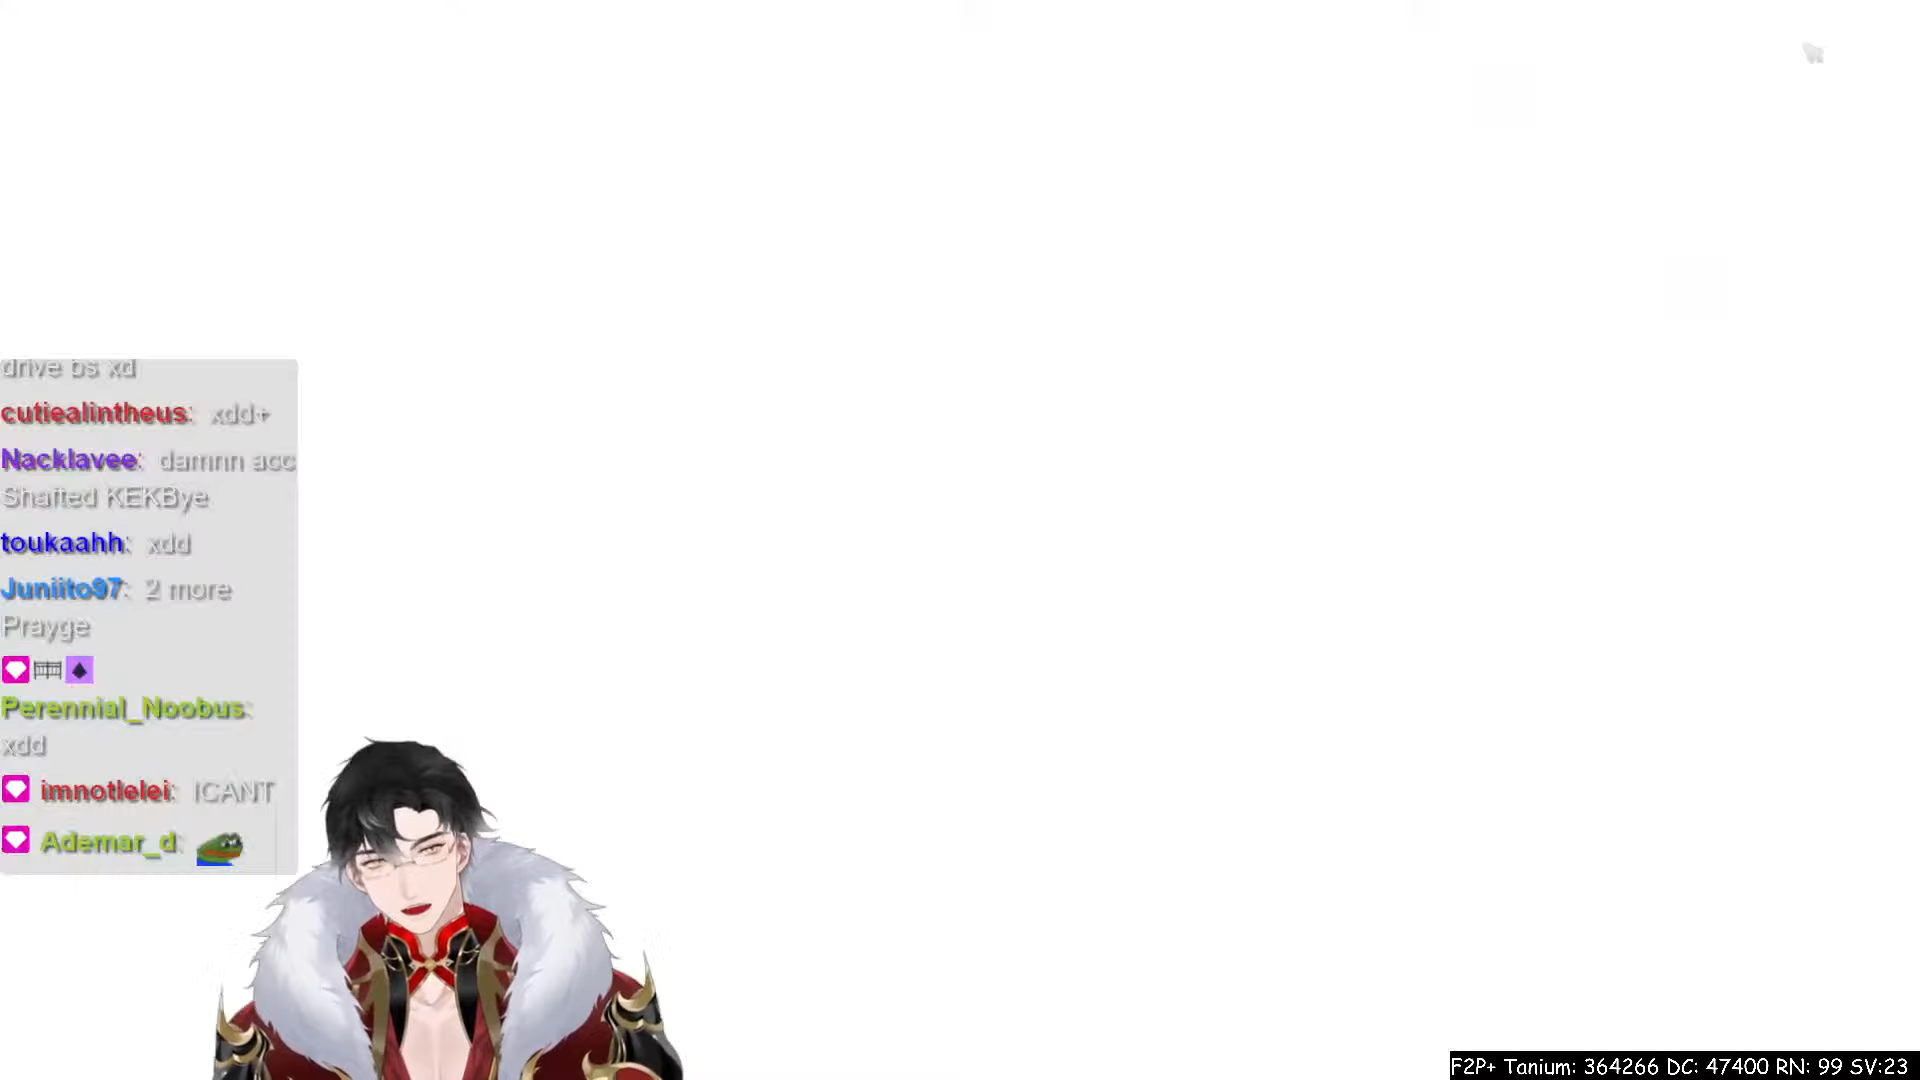 drive bs xd
cutiealintheus: xdd+
Nacklavee: damnn acc
Shafted KEKBye
toukaahh: xdd
Juniito97: 2 more
Prayge
Perennial_Noobus:
xdd
imnotlelei: ICANT
Ademar_d:
F2P+ Tanium: 364266 DC: 47400 RN: 99 SV:23